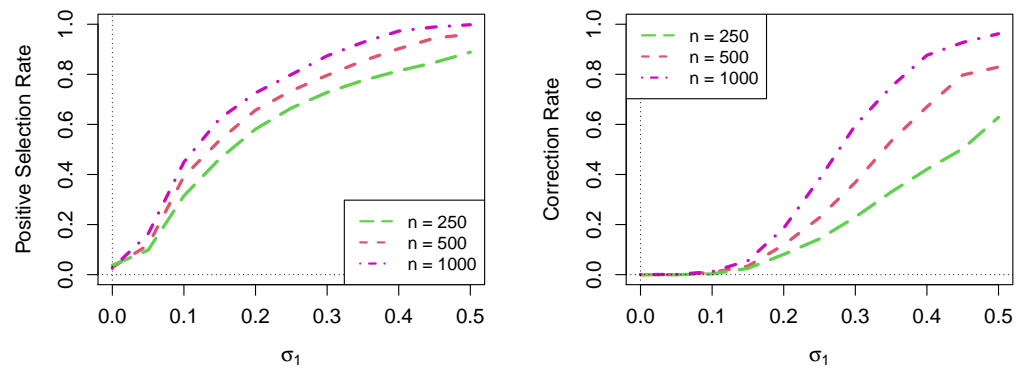 Positive Selection Rate
1.0
0.8
0.6
0.4
0.2
0.0
n = 250
n = 500
n = 1000
0.0 0.1 0.2 0.3 0.4 0.5
σ1
Correction Rate
1.0
0.8
0.6
0.4
0.2
0.0
n = 250
n = 500
n = 1000
0.0 0.1 0.2 0.3 0.4 0.5
σ1